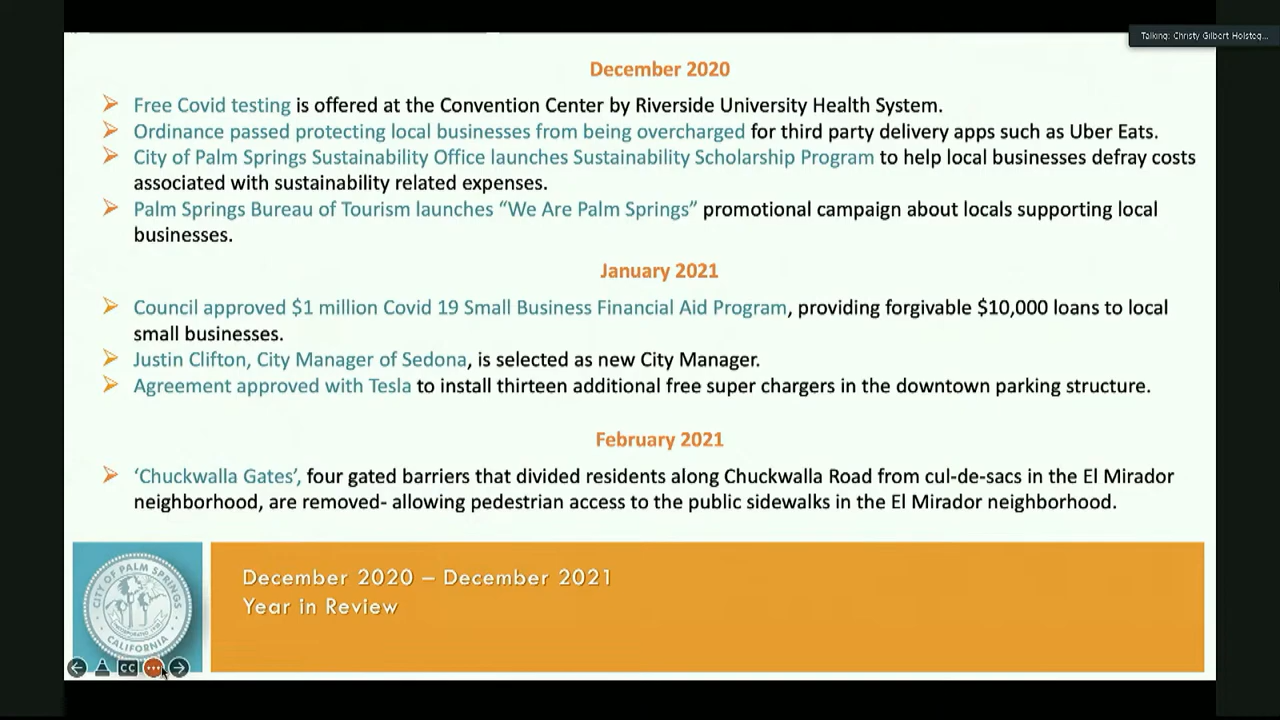 Talking: Christy Gilbert Holsteg...
December 2020
Free Covid testing is offered at the Convention Center by Riverside University Health System.
Ordinance passed protecting local businesses from being overcharged for third party delivery apps such as Uber Eats.
City of Palm Springs Sustainability Office launches Sustainability Scholarship Program to help local businesses defray costs
associated with sustainability related expenses.
Palm Springs Bureau of Tourism launches “We Are Palm Springs” promotional campaign about locals supporting local
businesses.
January 2021
Council approved $1 million Covid 19 Small Business Financial Aid Program, providing forgivable $10,000 loans to local
small businesses.
Justin Clifton, City Manager of Sedona, is selected as new City Manager.
Agreement approved with Tesla to install thirteen additional free super chargers in the downtown parking structure.
February 2021
‘Chuckwalla Gates’, four gated barriers that divided residents along Chuckwalla Road from cul-de-sacs in the El Mirador
neighborhood, are removed- allowing pedestrian access to the public sidewalks in the El Mirador neighborhood.
CITY OF PALM SPRINGS
CALIFORNIA
December 2020 – December 2021
Year in Review
CC